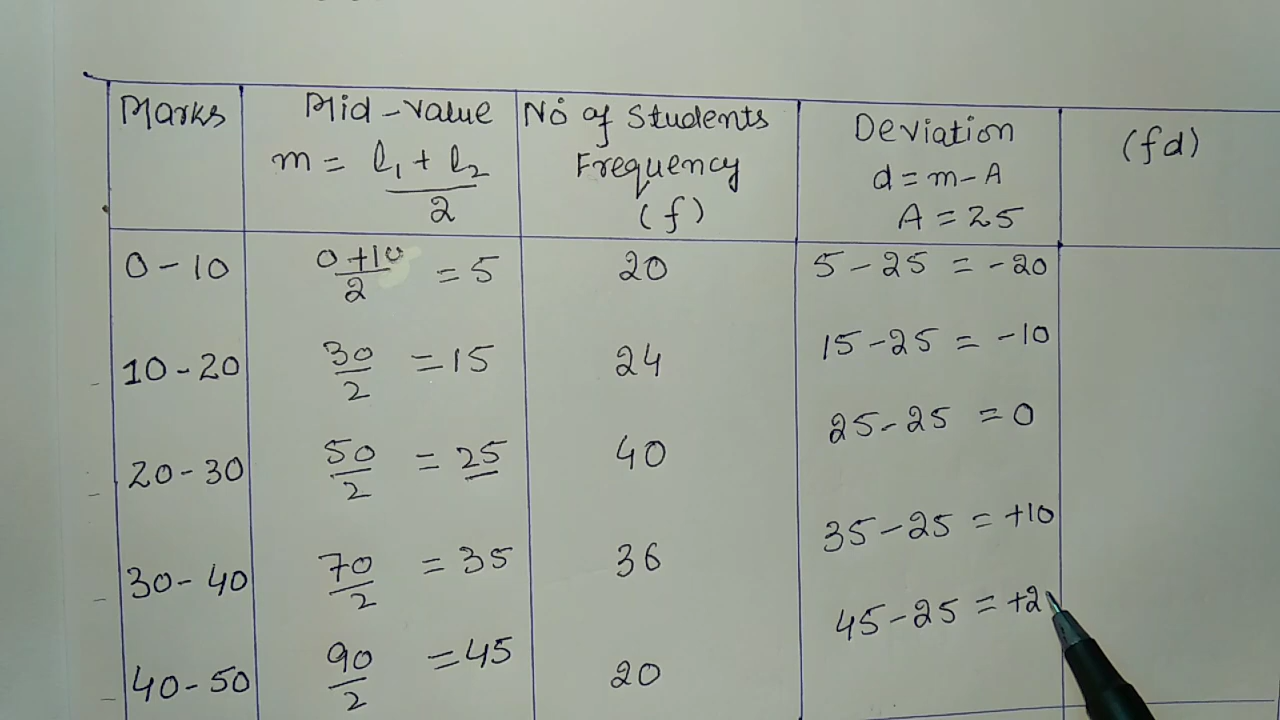 Marks Mid-value No of Students Deviation (fd)
m = l₁ + l₂ Frequency d = m - A
2 (f) A = 25
0-10 0+10 = 5 20 5-25 = -20
2
10-20 30 = 15 24 15-25 = -10
2
20-30 50 = 25 40 25-25 = 0
2
30-40 70 = 35 36 35-25 = +10
2
40-50 90 = 45 20 45-25 = +2
2